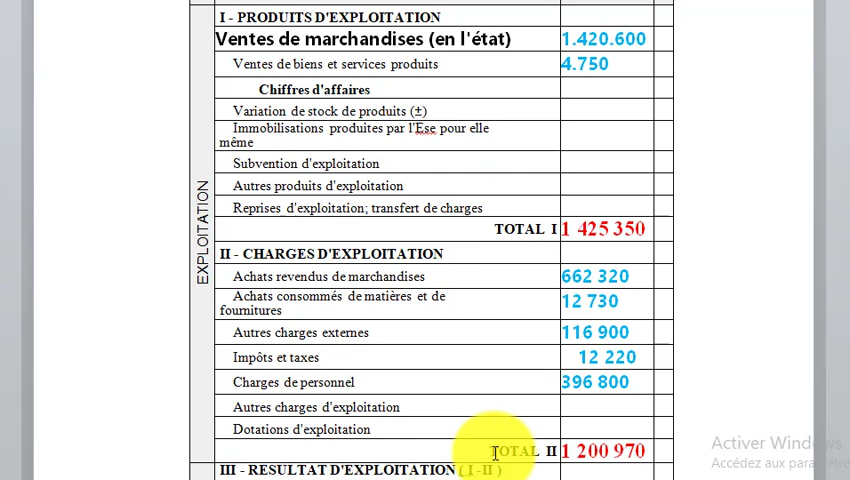 I - PRODUITS D'EXPLOITATION
Ventes de marchandises (en l'état) 1.420.600
Ventes de biens et services produits 4.750
Chiffres d'affaires
Variation de stock de produits (±)
Immobilisations produites par l'Ese pour elle
même
Subvention d'exploitation
Autres produits d'exploitation
Reprises d'exploitation; transfert de charges
TOTAL I 1 425 350
EXPLOITATION
II - CHARGES D'EXPLOITATION
Achats revendus de marchandises 662 320
Achats consommés de matières et de
fournitures 12 730
Autres charges externes 116 900
Impôts et taxes 12 220
Charges de personnel 396 800
Autres charges d'exploitation
Dotations d'exploitation
TOTAL II 1 200 970
III - RESULTAT D'EXPLOITATION ( I -II )
Activer Windows
Accédez aux